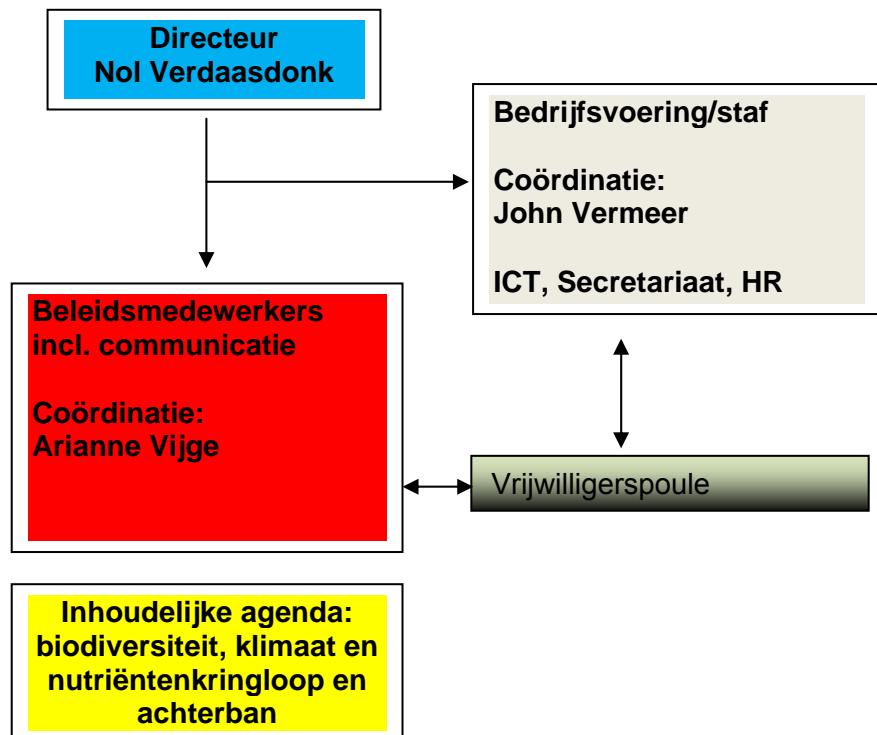 Directeur
Nol Verdaasdonk
Bedrijfsvoering/staf
Coördinatie:
John Vermeer
ICT, Secretariaat, HR
Beleidsmedewerkers
incl. communicatie
Coördinatie:
Arianne Vijge
Vrijwilligerspoule
Inhoudelijke agenda:
biodiversiteit, klimaat en
nutriëntenkringloop en
achterban